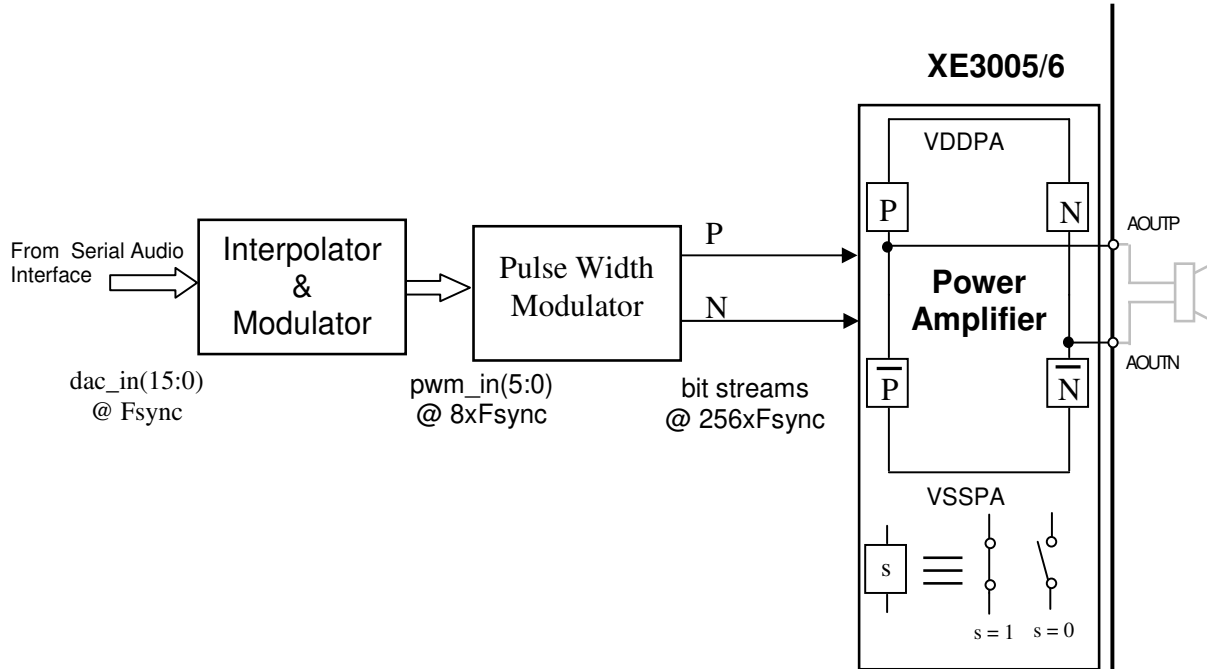 XE3005/6
VDDPA
P
N
AOUTP
From Serial Audio
Interface
Interpolator
&
Modulator
Pulse Width
Modulator
P
N
Power
Amplifier
AOUTN
P̅
N̅
dac_in(15:0)
@ Fsync
pwm_in(5:0)
@ 8xFsync
bit streams
@ 256xFsync
VSSPA
s
s = 1
s = 0